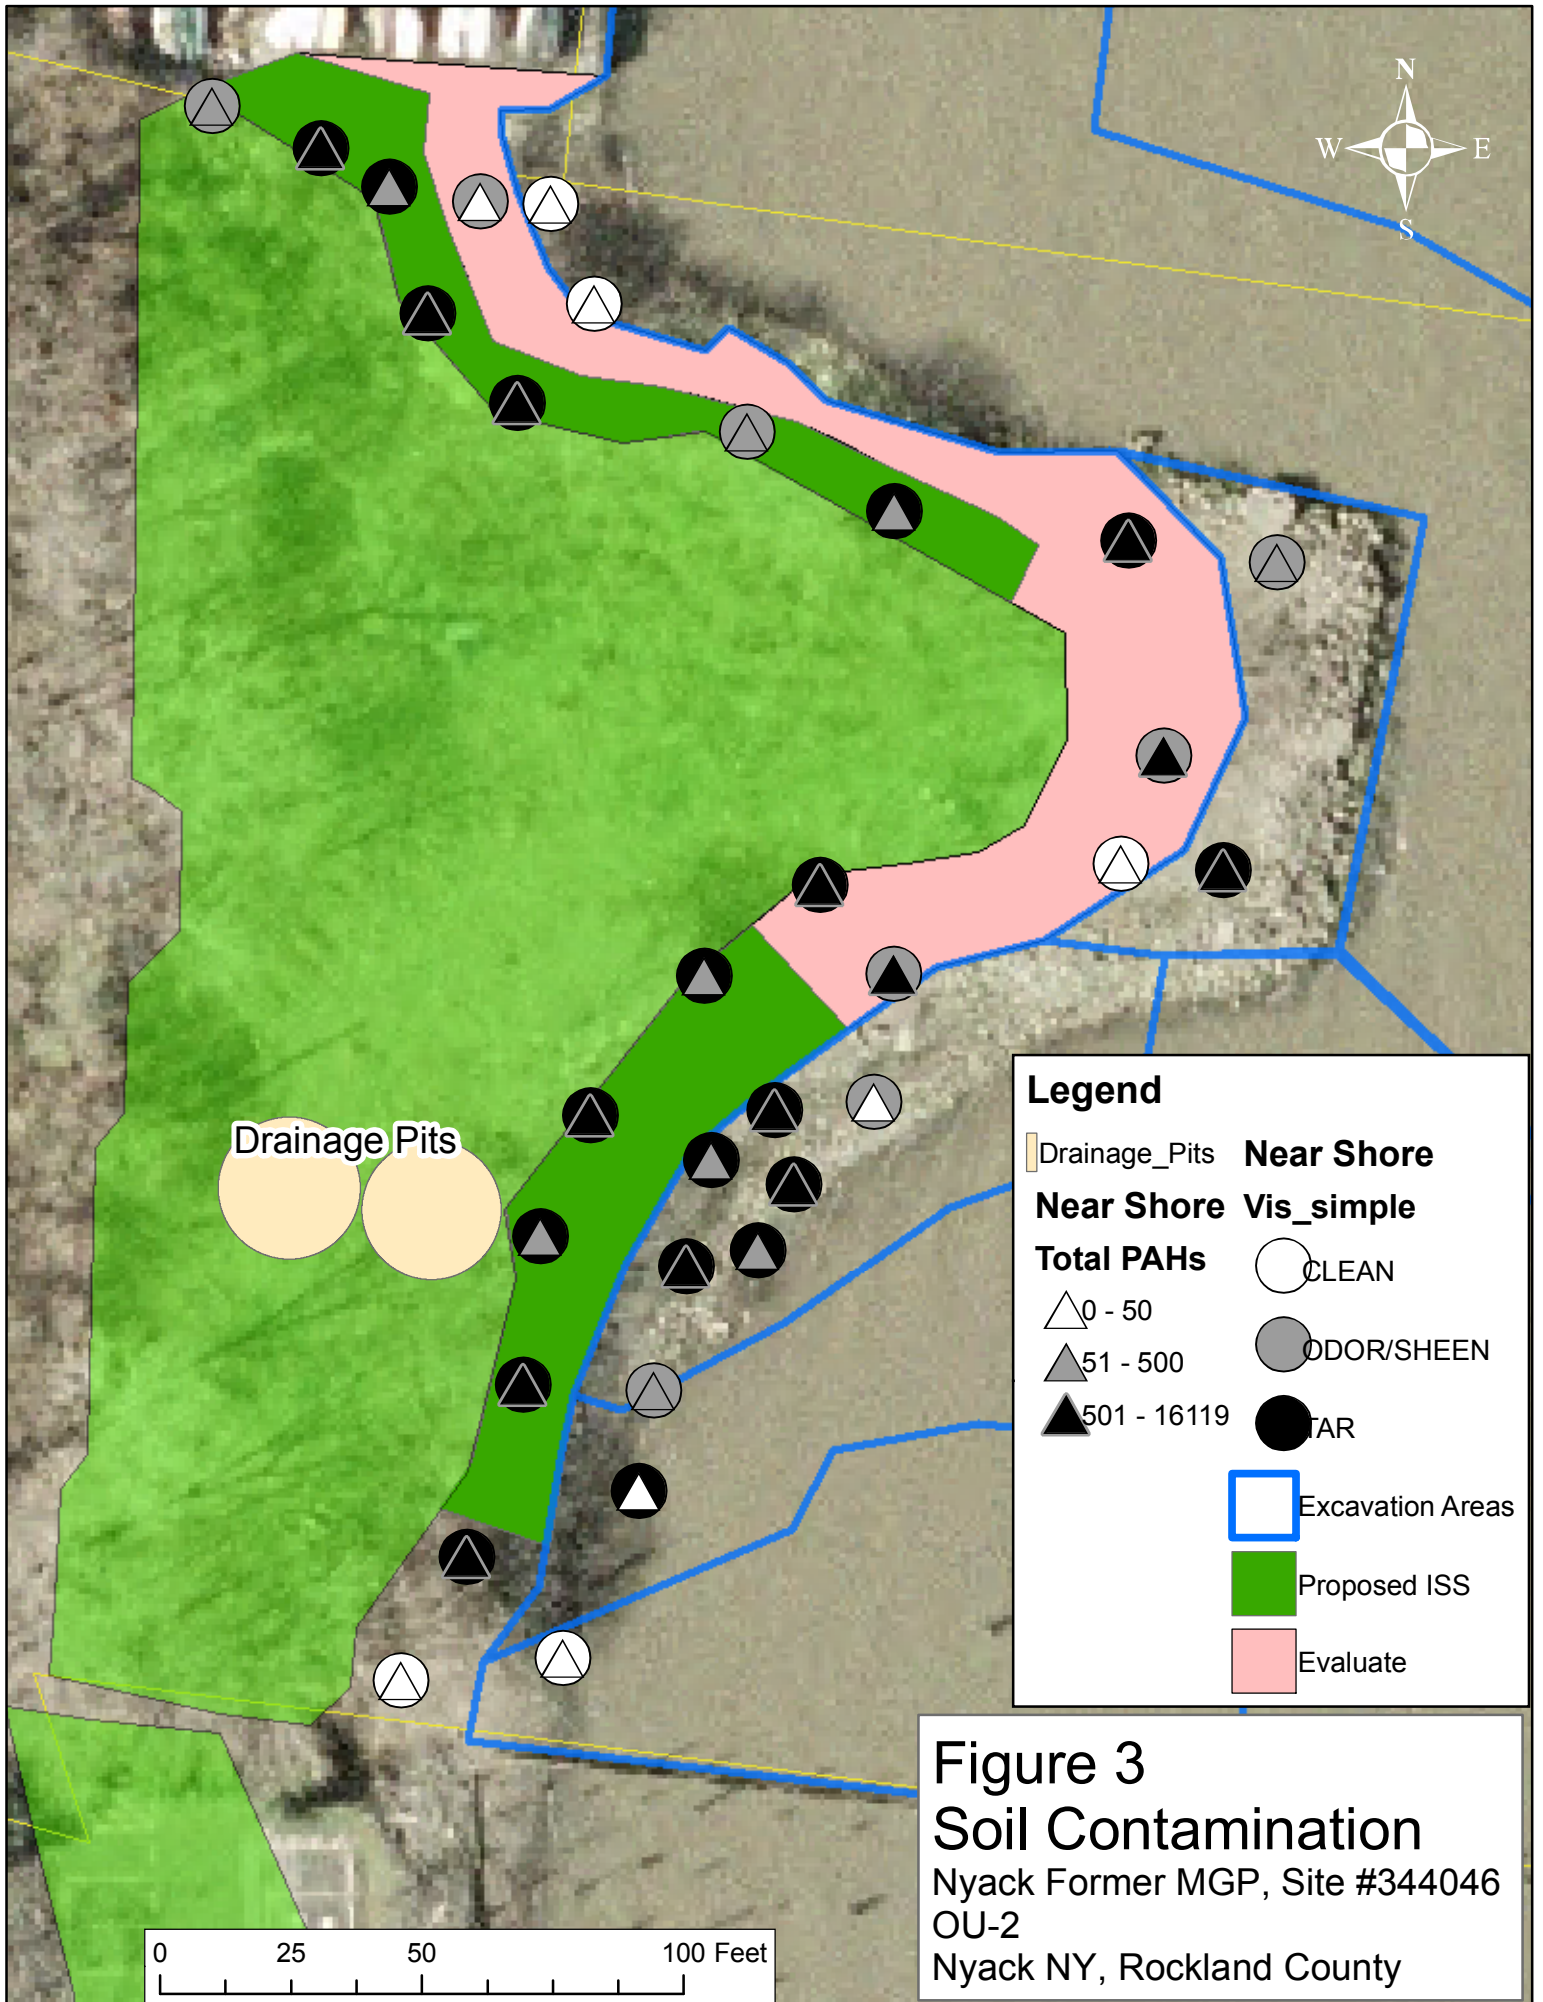 N
W E
S
Drainage Pits
Legend
Drainage_Pits
Near Shore
Total PAHs
0 - 50
51 - 500
501 - 16119
Near Shore
Vis_simple
CLEAN
ODOR/SHEEN
TAR
Excavation Areas
Proposed ISS
Evaluate
Figure 3
Soil Contamination
Nyack Former MGP, Site #344046
OU-2
Nyack NY, Rockland County
0 25 50 100 Feet